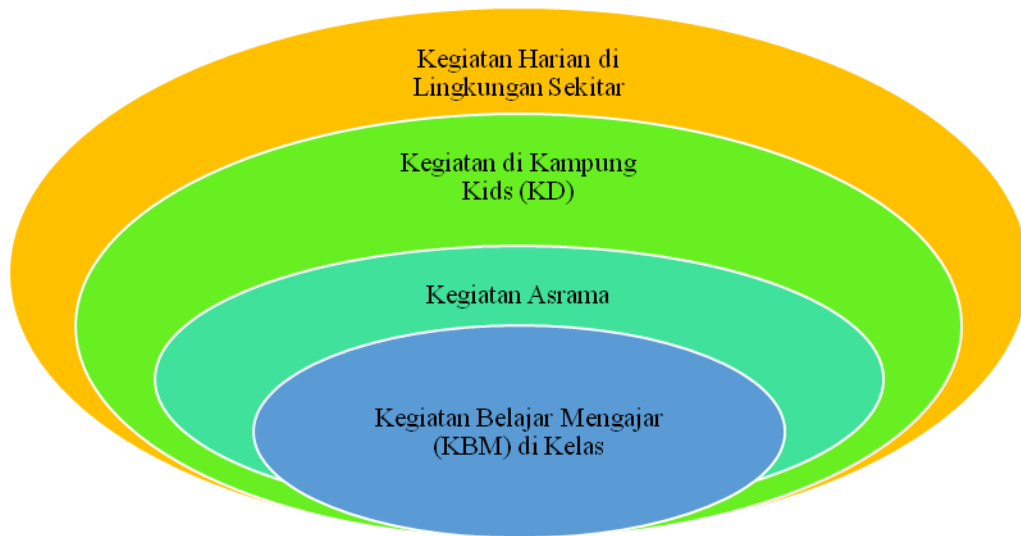 Kegiatan Harian di
Lingkungan Sekitar
Kegiatan di Kampung
Kids (KD)
Kegiatan Asrama
Kegiatan Belajar Mengajar
(KBM) di Kelas